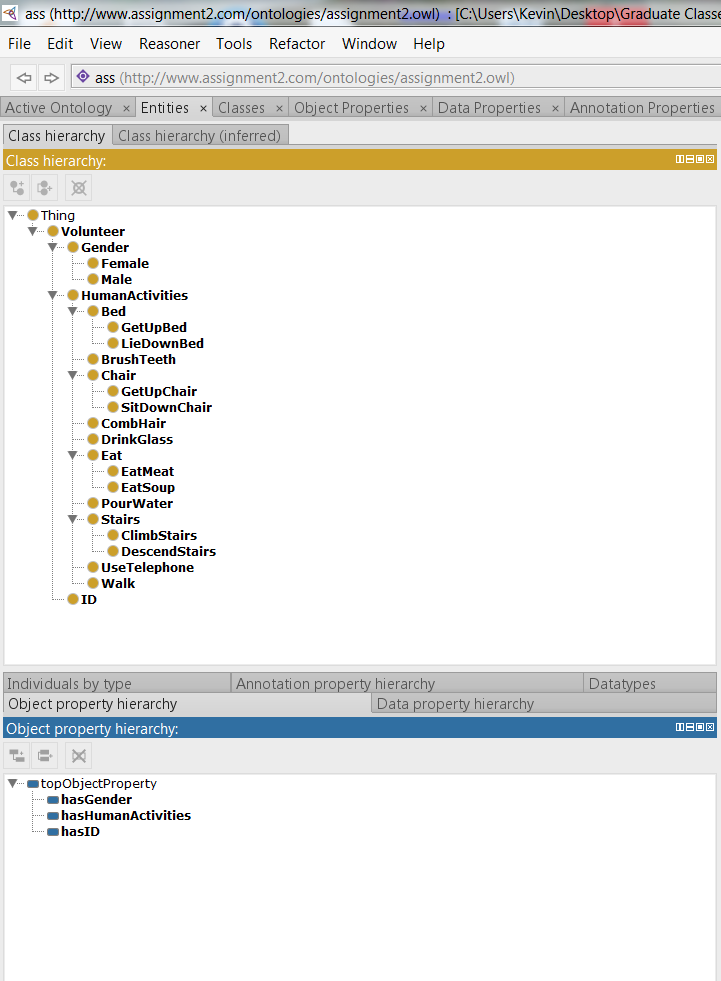 ass (http://www.assignment2.com/ontologies/assignment2.owl) : [C:\Users\Kevin\Desktop\Graduate Classe
File Edit View Reasoner Tools Refactor Window Help
ass (http://www.assignment2.com/ontologies/assignment2.owl)
Active Ontology × Entities × Classes × Object Properties × Data Properties × Annotation Properties
Class hierarchy Class hierarchy (inferred)
Class hierarchy:
Thing
Volunteer
Gender
Female
Male
HumanActivities
Bed
GetUpBed
LieDownBed
BrushTeeth
Chair
GetUpChair
SitDownChair
CombHair
DrinkGlass
Eat
EatMeat
EatSoup
PourWater
Stairs
ClimbStairs
DescendStairs
UseTelephone
Walk
ID
Individuals by type Annotation property hierarchy Datatypes
Object property hierarchy Data property hierarchy
Object property hierarchy:
topObjectProperty
hasGender
hasHumanActivities
hasID